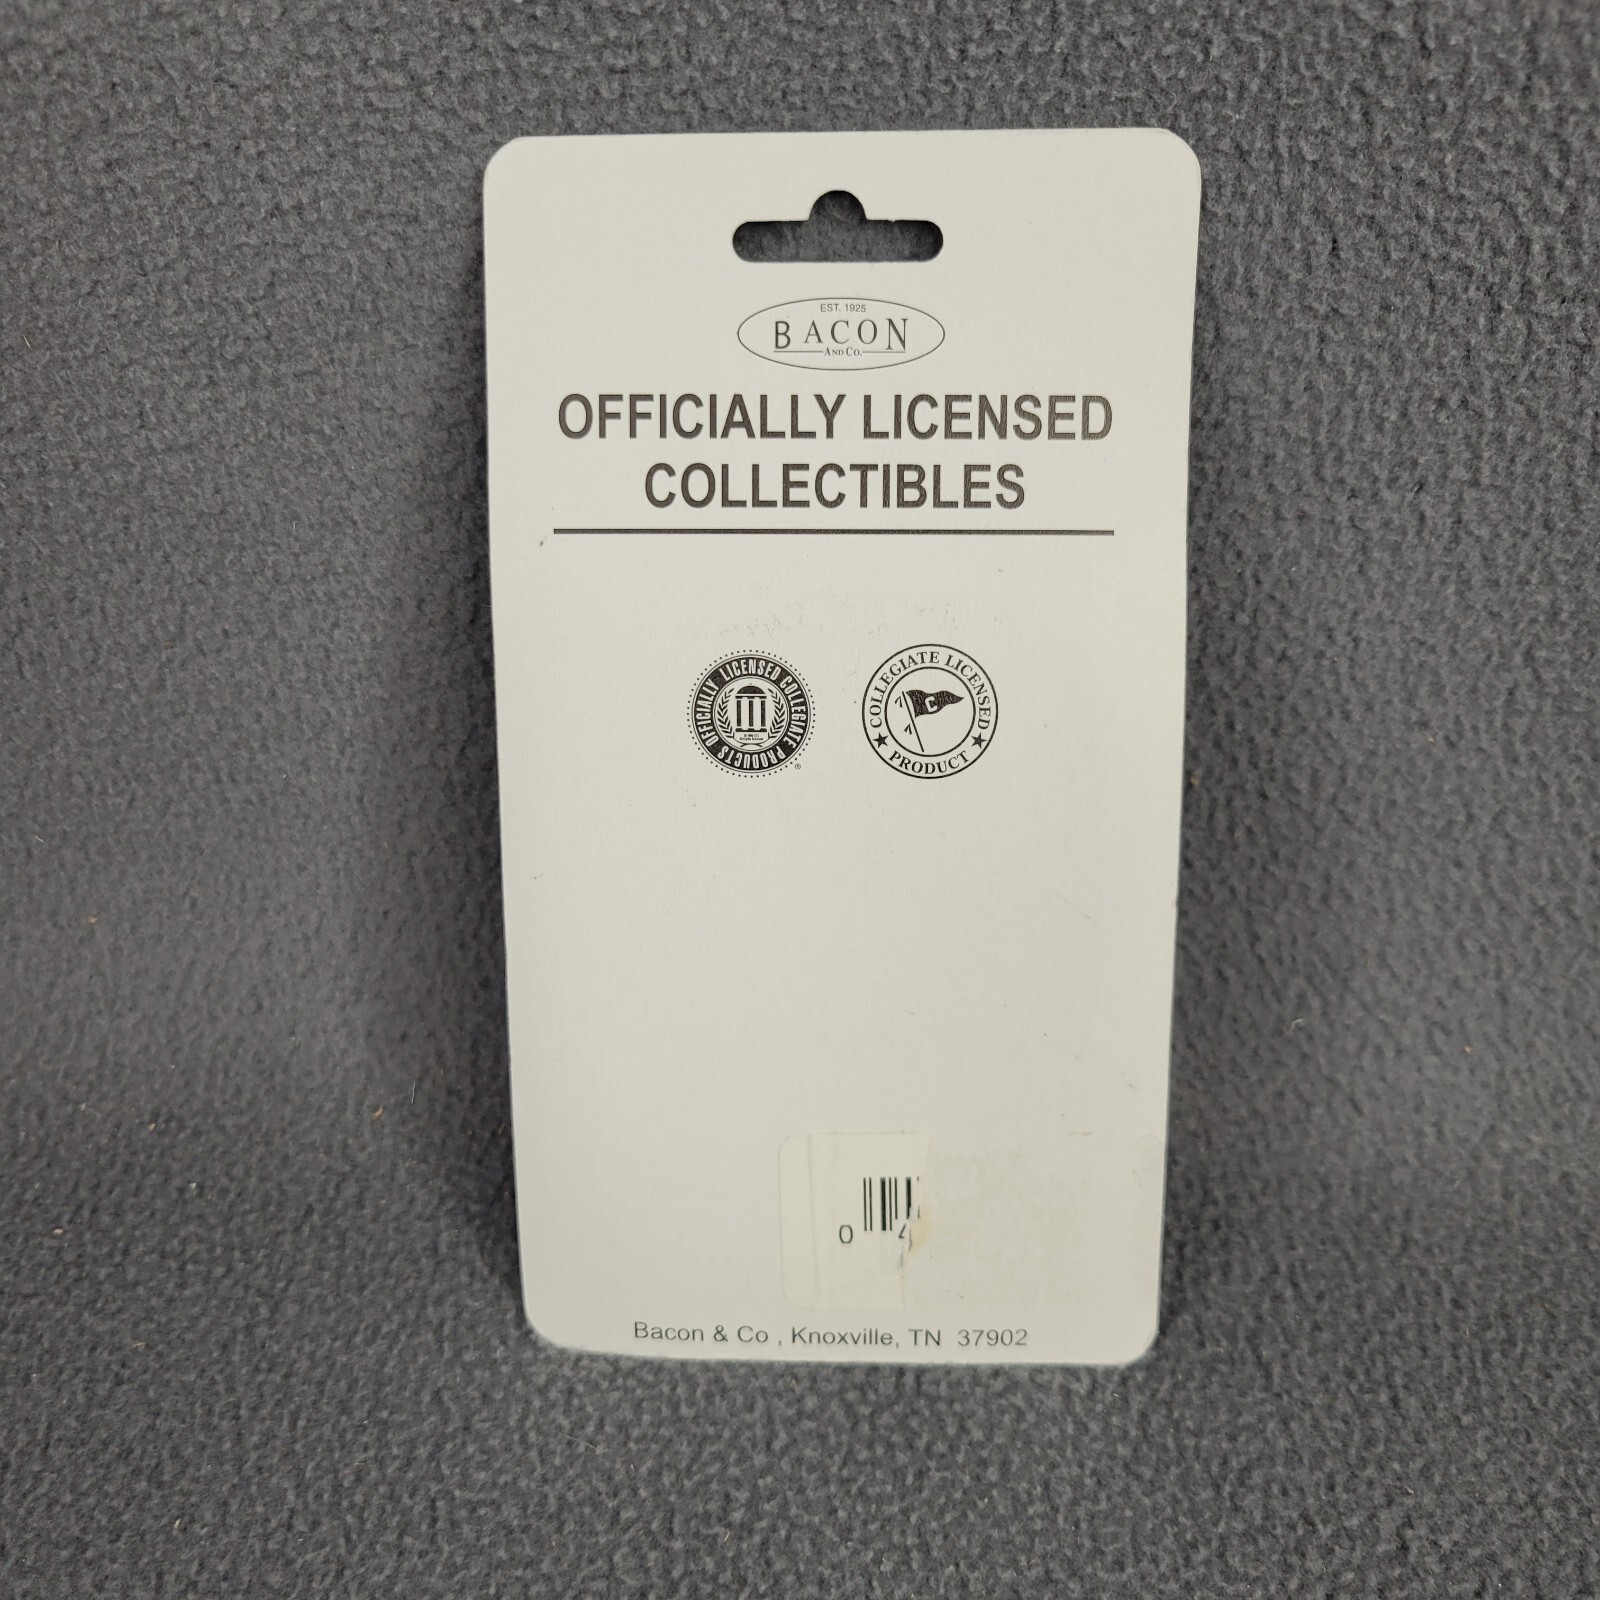 EST. 1925
BACON
AND CO.
OFFICIALLY LICENSED
COLLECTIBLES
OFFICIALLY LICENSED COLLEGIATE PRODUCTS
®
COLLEGIATE LICENSED
C
PRODUCT
0
Bacon & Co , Knoxville, TN 37902